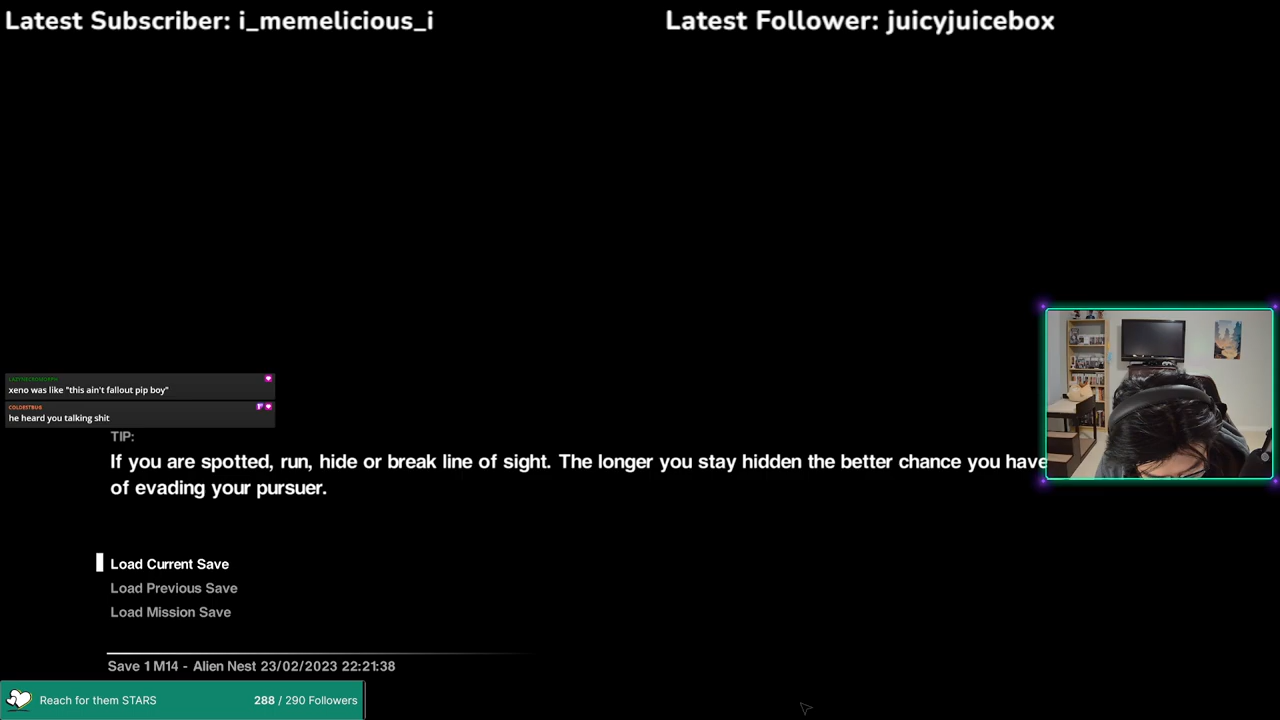 Latest Subscriber: i_memelicious_i
Latest Follower: juicyjuicebox
LAZYNECROMORPH
xeno was like "this ain't fallout pip boy"
COLDESTBUB
he heard you talking shit
TIP:
If you are spotted, run, hide or break line of sight. The longer you stay hidden the better chance you have
of evading your pursuer.
Load Current Save
Load Previous Save
Load Mission Save
Save 1 M14 - Alien Nest 23/02/2023 22:21:38
Reach for them STARS
288 / 290 Followers